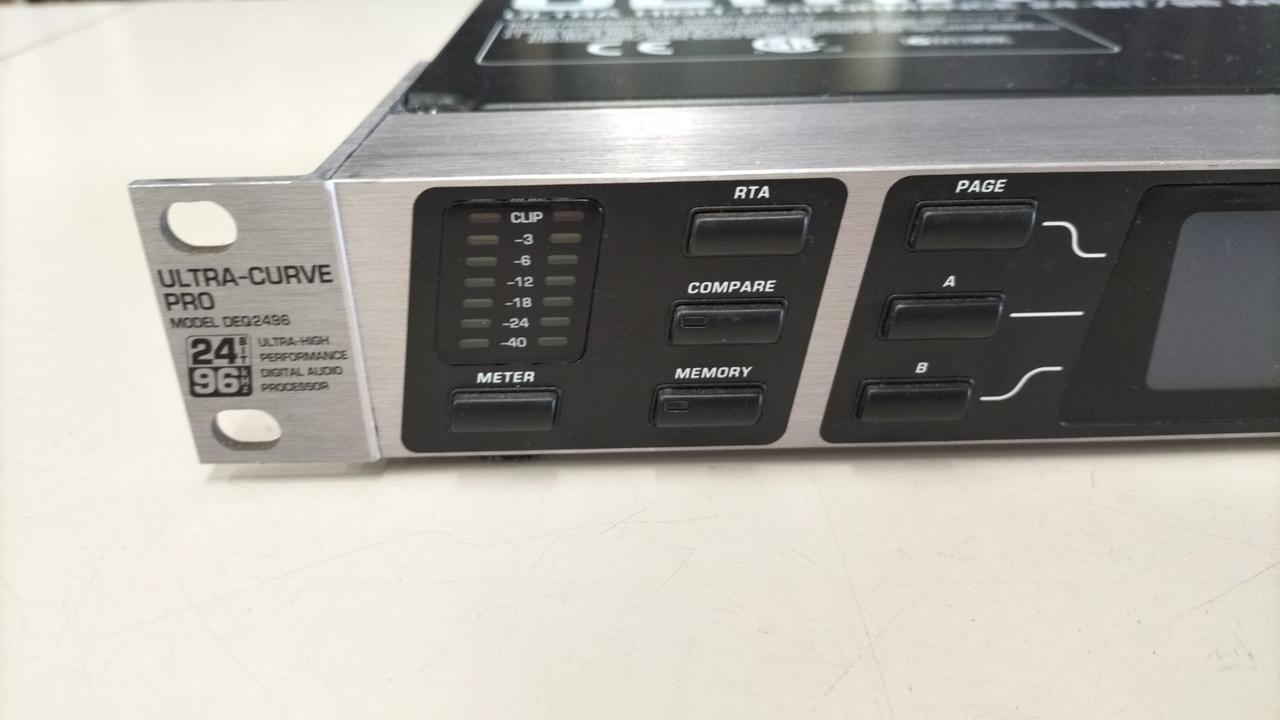 CE
ULTRA-CURVE
PRO
MODEL DEQ2496
24 BIT
96 kHz
ULTRA-HIGH
PERFORMANCE
DIGITAL AUDIO
PROCESSOR
CLIP
-3
-6
-12
-18
-24
-40
METER
RTA
COMPARE
MEMORY
PAGE
A
B